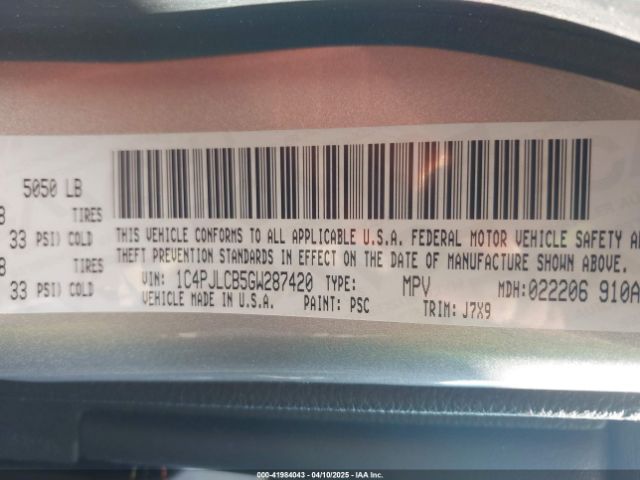 5050 LB
TIRES
33 PSI) COLD
TIRES
33 PSI) COLD
THIS VEHICLE CONFORMS TO ALL APPLICABLE U.S.A. FEDERAL MOTOR VEHICLE SAFETY
THEFT PREVENTION STANDARDS IN EFFECT ON THE DATE OF MANUFACTURE SHOWN ABOVE.
VIN: 1C4PJLCB5GW287420 TYPE: MPV MDH:022206 910A
VEHICLE MADE IN U.S.A. PAINT: PSC TRIM: J7X9
000-41984043 - 04/10/2025 - IAA Inc.